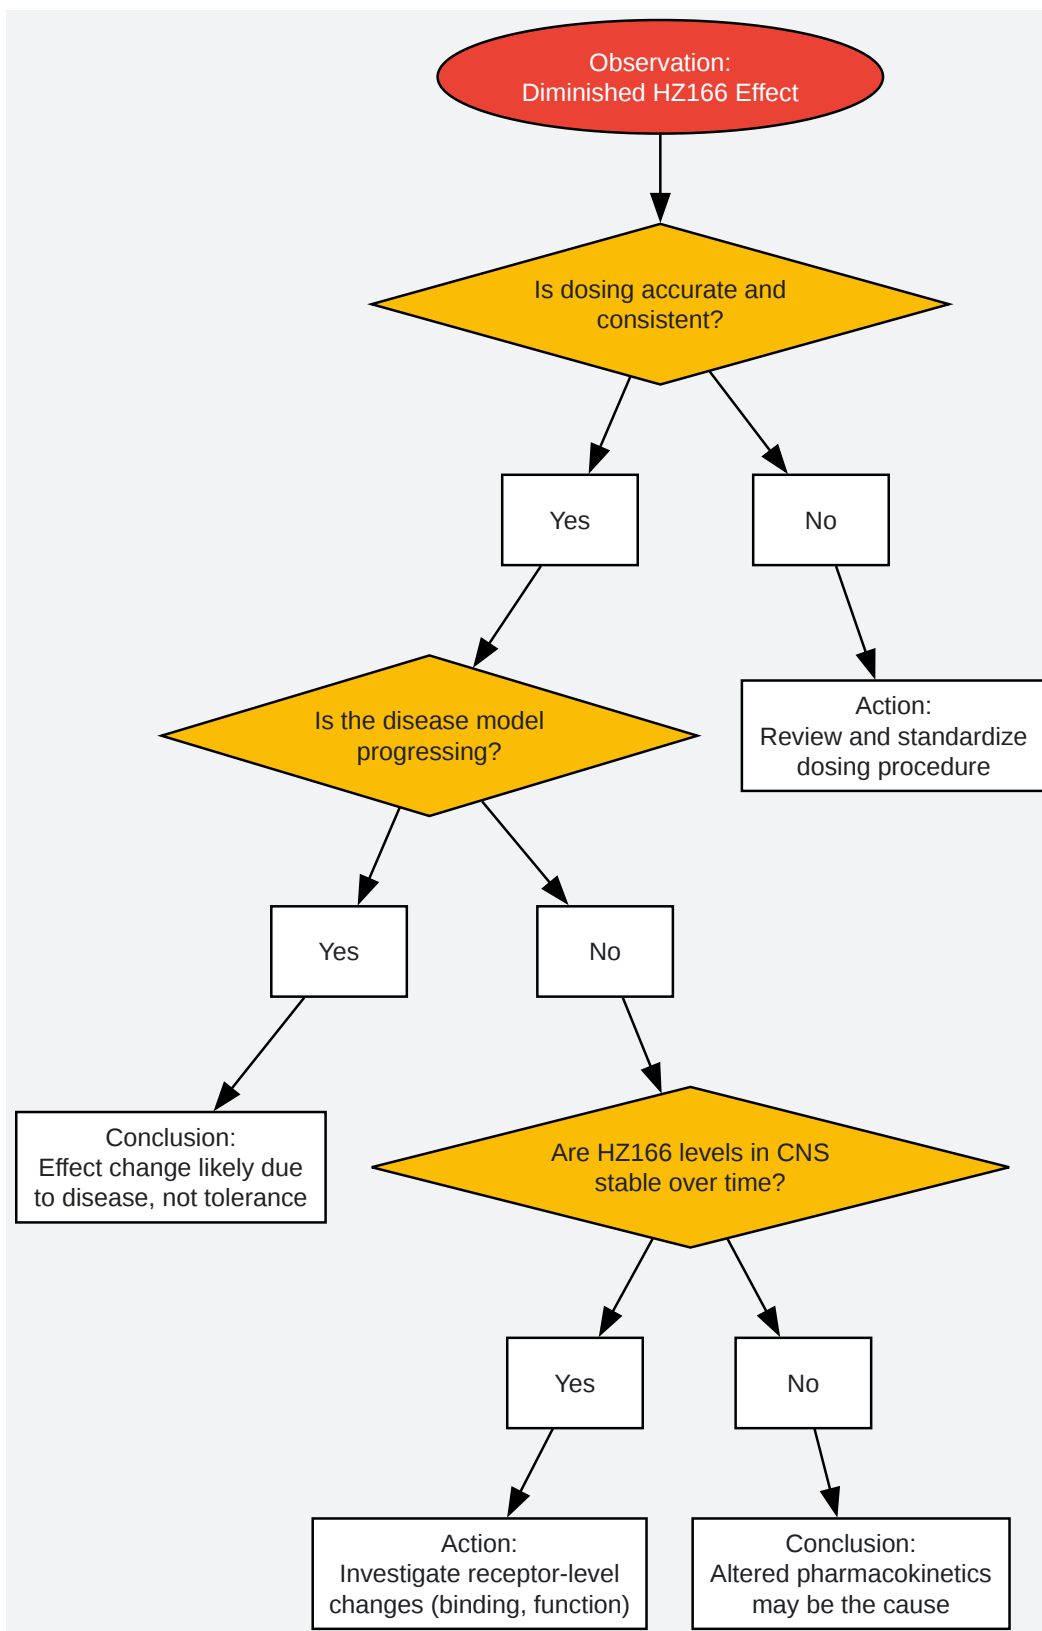 Observation:
Diminished HZ166 Effect
Is dosing accurate and
consistent?
Yes
No
Action:
Review and standardize
dosing procedure
Is the disease model
progressing?
Yes
No
Conclusion:
Effect change likely due
to disease, not tolerance
Are HZ166 levels in CNS
stable over time?
Yes
No
Action:
Investigate receptor-level
changes (binding, function)
Conclusion:
Altered pharmacokinetics
may be the cause